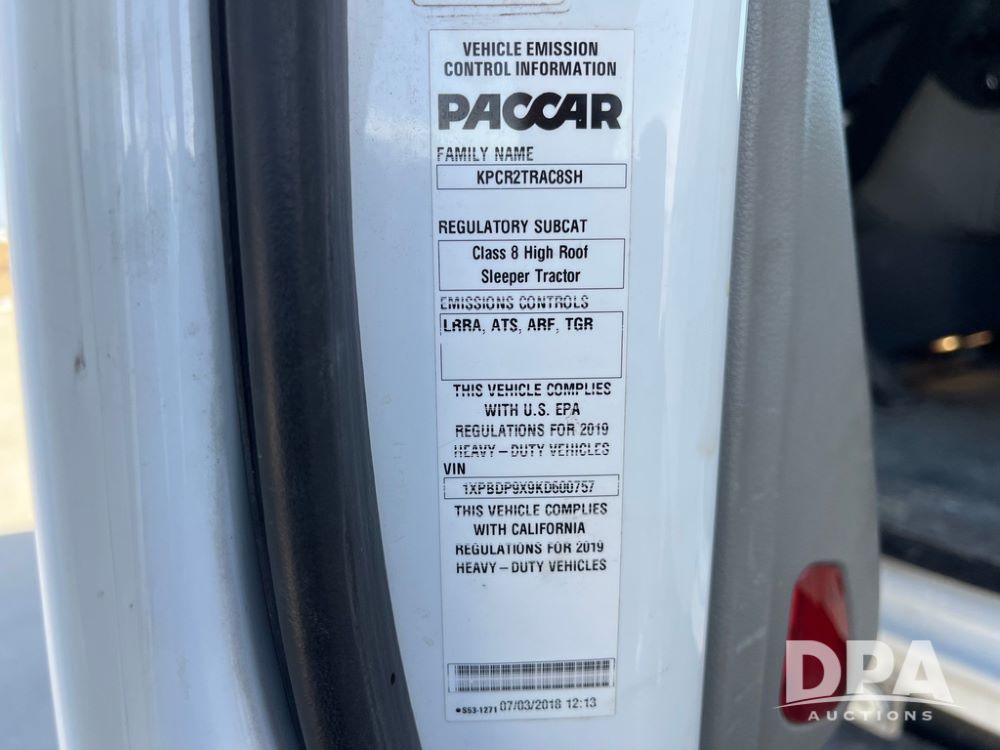 VEHICLE EMISSION
CONTROL INFORMATION
PACCAR
FAMILY NAME
KPCR2TRAC8SH
REGULATORY SUBCAT
Class 8 High Roof
Sleeper Tractor
EMISSIONS CONTROLS
LRRA, ATS, ARF, TGR
THIS VEHICLE COMPLIES
WITH U.S. EPA
REGULATIONS FOR 2019
HEAVY-DUTY VEHICLES
VIN
1XPBDP9X9KD600757
THIS VEHICLE COMPLIES
WITH CALIFORNIA
REGULATIONS FOR 2019
HEAVY-DUTY VEHICLES
S53-1271 07/03/2018 12:13
DPA
AUCTIONS